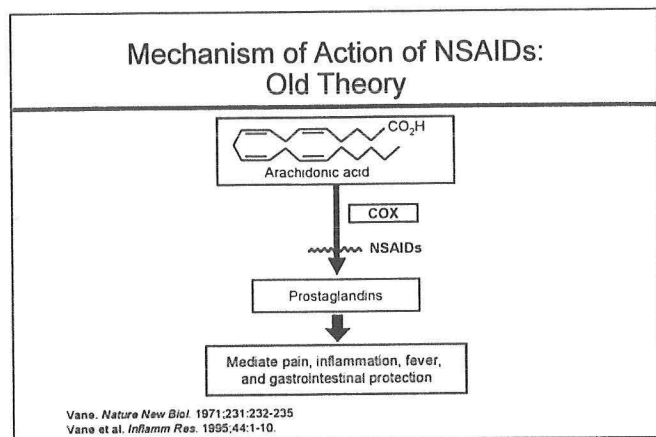 Mechanism of Action of NSAIDs:
Old Theory
CO₂H
Arachidonic acid
COX
NSAIDs
Prostaglandins
Mediate pain, inflammation, fever,
and gastrointestinal protection
Vane. Nature New Biol. 1971;231:232-235
Vane et al. Inflamm Res. 1995;44:1-10.